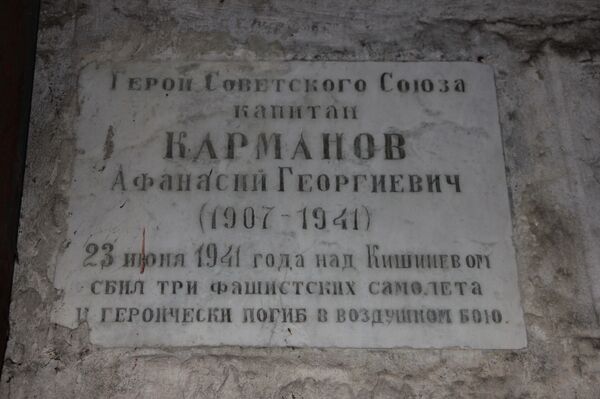 Герой Советского Союза
капитан
КАРМАНОВ
Афанасий Георгиевич
(1907-1941)
23 июня 1941 года над Кишиневом
сбил три фашистских самолета
и героически погиб в воздушном бою.